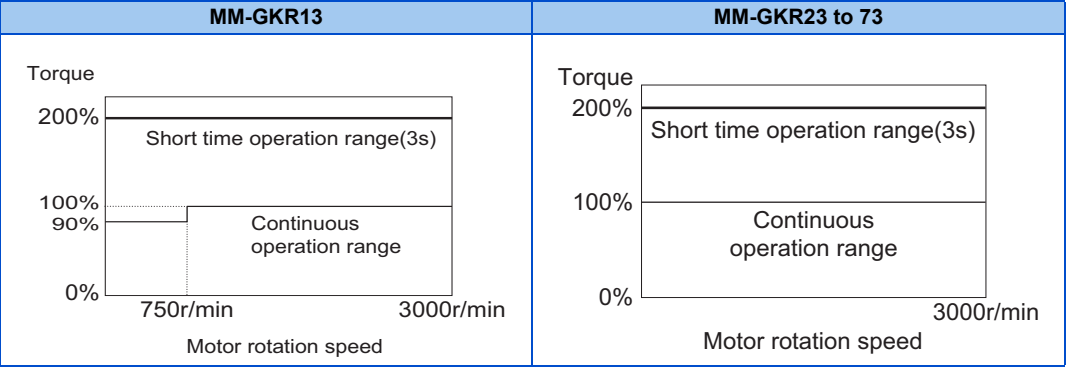 MM-GKR13
MM-GKR23 to 73
Torque
200%
Short time operation range(3s)
100%
90%
Continuous
operation range
0%
750r/min
3000r/min
Motor rotation speed
Torque
200%
Short time operation range(3s)
100%
Continuous
operation range
0%
3000r/min
Motor rotation speed